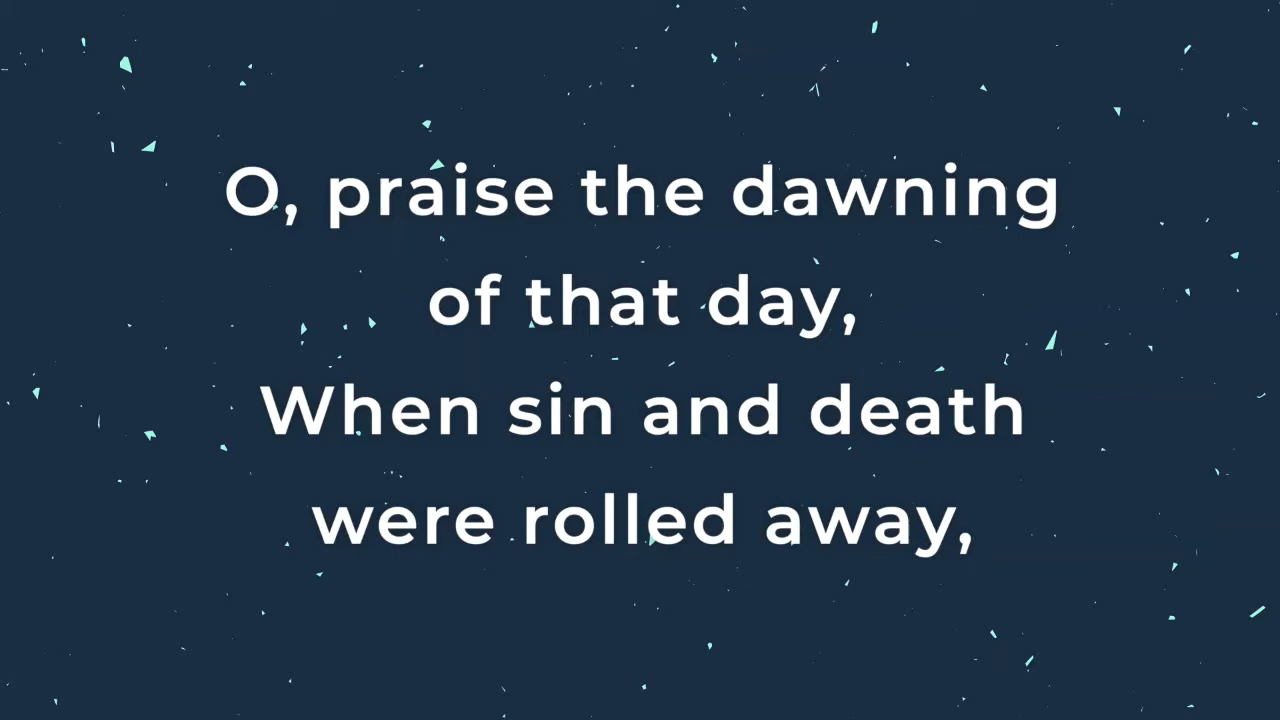 O, praise the dawning
of that day,
When sin and death
were rolled away,